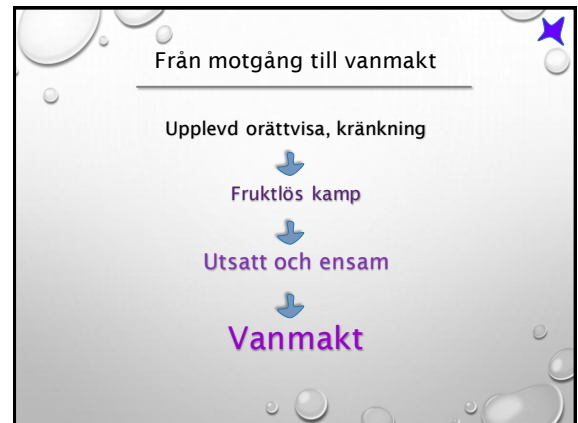 Från motgång till vanmakt
Upplevd orättvisa, kränkning
Fruktlös kamp
Utsatt och ensam
Vanmakt